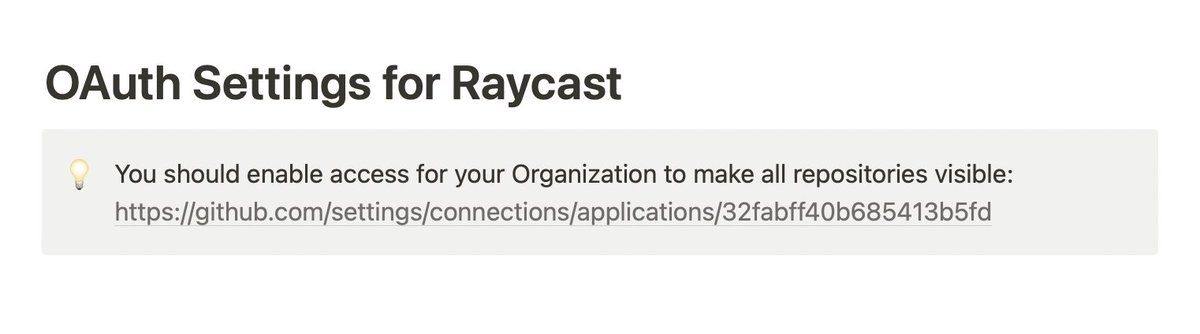 OAuth Settings for Raycast
You should enable access for your Organization to make all repositories visible:
https://github.com/settings/connections/applications/32fabff40b685413b5fd